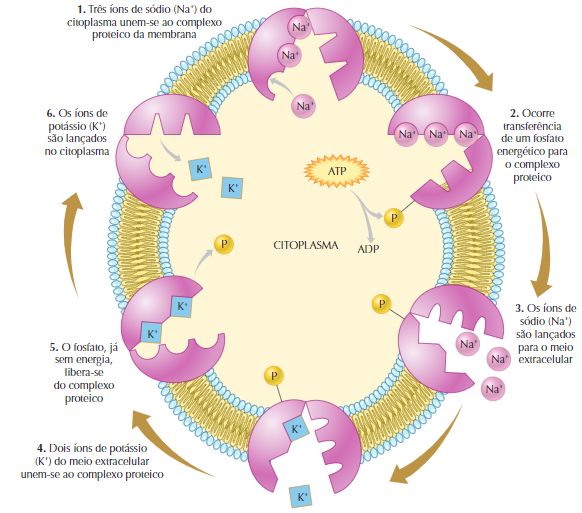 1. Três íons de sódio (Na⁺) do
citoplasma unem-se ao complexo
proteico da membrana
Na⁺
Na⁺
Na⁺
2. Ocorre
transferência
de um fosfato
energético para
o complexo
proteico
Na⁺ Na⁺ Na⁺
ATP
P
ADP
CITOPLASMA
3. Os íons de
sódio (Na⁺)
são lançados
para o meio
extracelular
P
Na⁺
Na⁺
Na⁺
4. Dois íons de potássio
(K⁺) do meio extracelular
unem-se ao complexo proteico
P
K⁺
K⁺
5. O fosfato, já
sem energia,
libera-se
do complexo
proteico
P
K⁺
K⁺
6. Os íons de
potássio (K⁺)
são lançados
no citoplasma
K⁺
K⁺